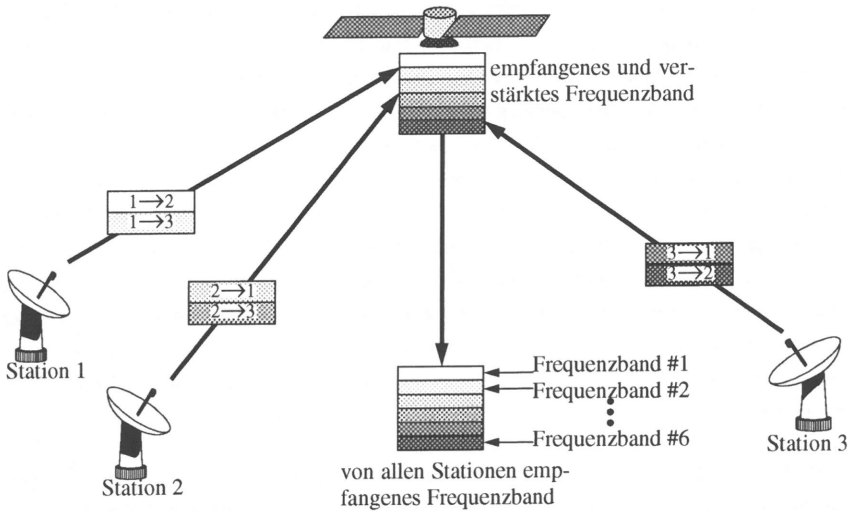 empfangenes und ver-
stärktes Frequenzband
1→2
1→3
2→1
2→3
3→1
3→2
Station 1
Station 2
Station 3
Frequenzband #1
Frequenzband #2
Frequenzband #6
von allen Stationen emp-
fangenes Frequenzband